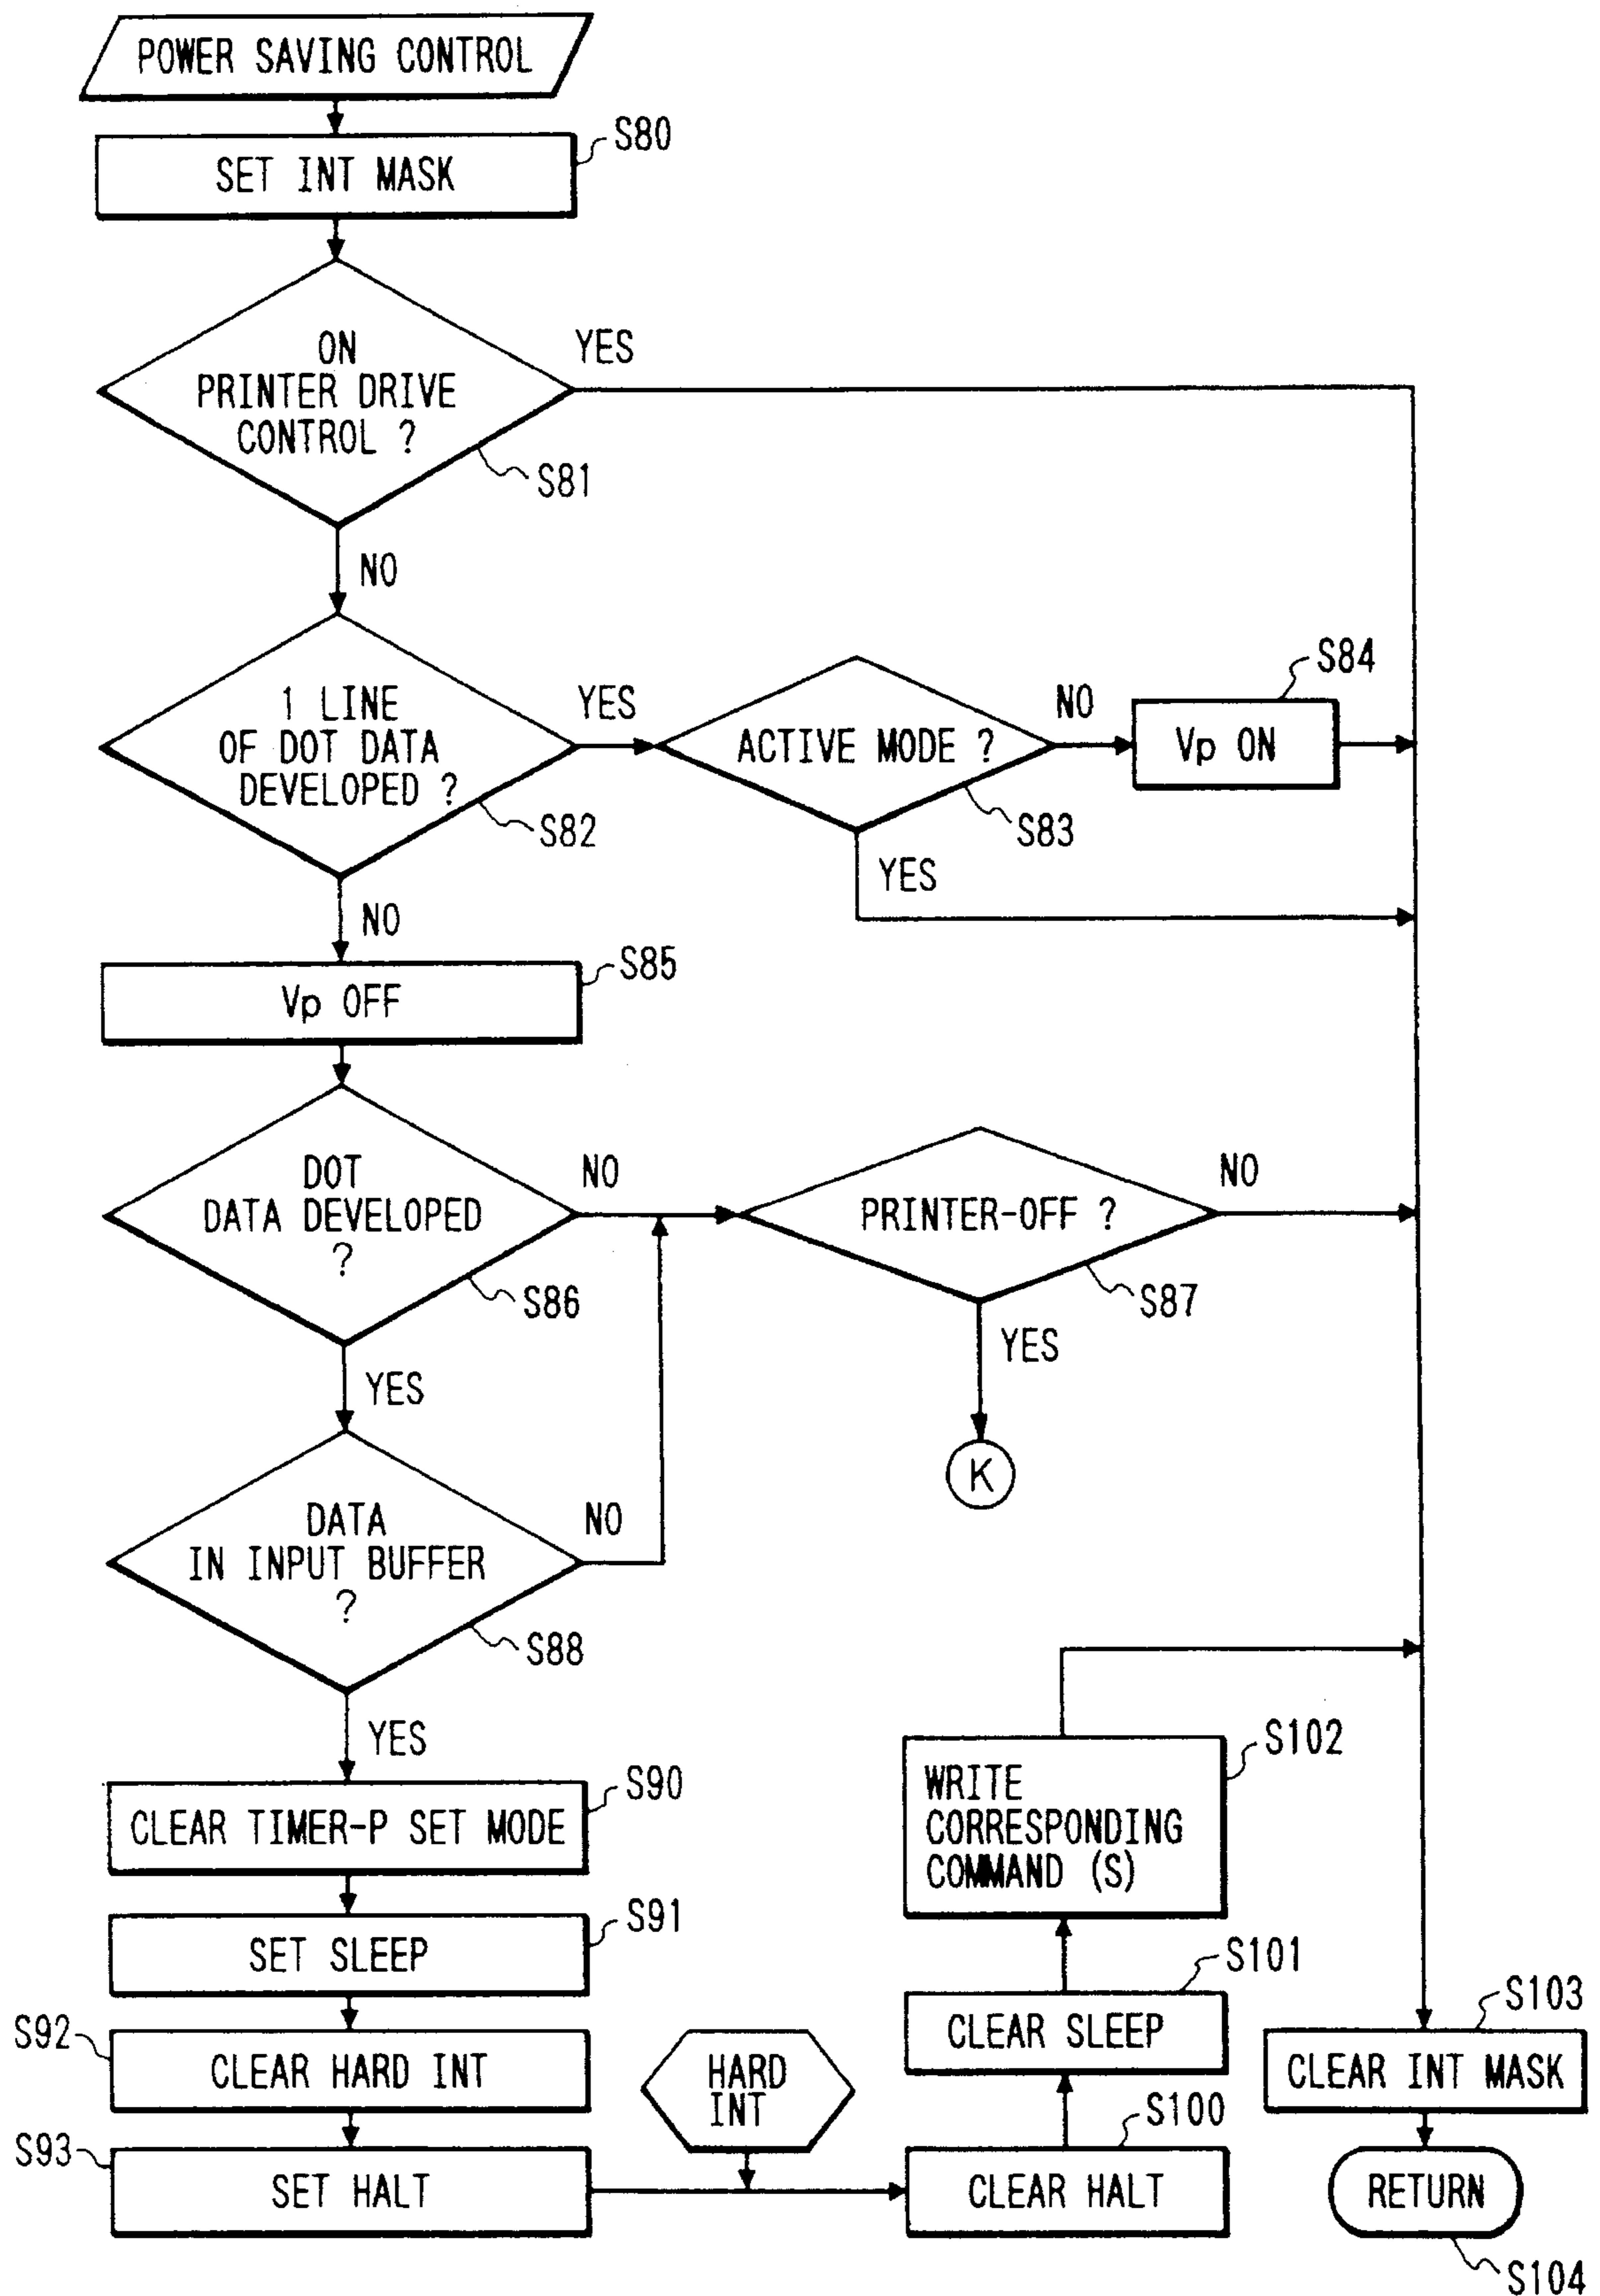 POWER SAVING CONTROL
S80
SET INT MASK
ON
PRINTER DRIVE
CONTROL ?
YES
S81
NO
1 LINE
OF DOT DATA
DEVELOPED ?
YES
S82
ACTIVE MODE ?
NO
S83
YES
S84
Vp ON
NO
S85
Vp OFF
DOT
DATA DEVELOPED
?
NO
S86
PRINTER-OFF ?
NO
S87
YES
K
YES
DATA
IN INPUT BUFFER
?
NO
S88
YES
S90
CLEAR TIMER-P SET MODE
S91
SET SLEEP
S92
CLEAR HARD INT
S93
SET HALT
HARD
INT
S100
CLEAR HALT
S101
CLEAR SLEEP
S102
WRITE
CORRESPONDING
COMMAND (S)
S103
CLEAR INT MASK
RETURN
S104